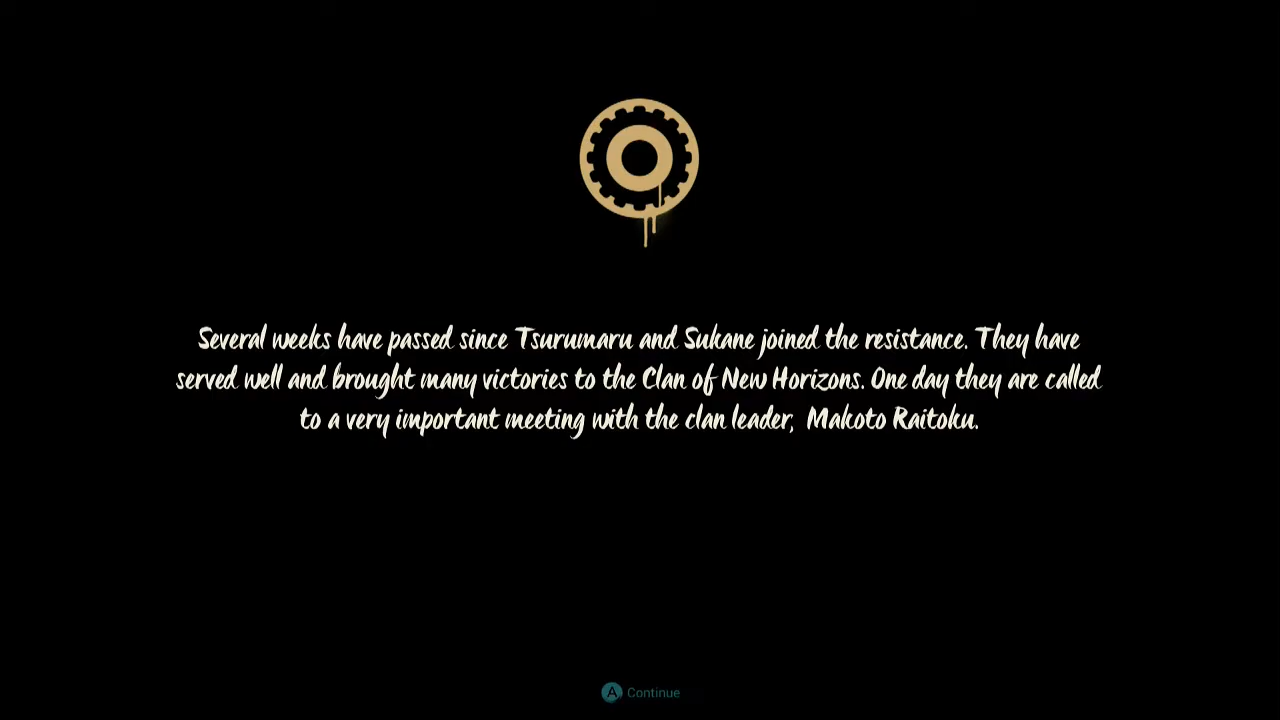 Several weeks have passed since Tsurumaru and Sukane joined the resistance. They have
served well and brought many victories to the Clan of New Horizons. One day they are called
to a very important meeting with the clan leader, Makoto Raitoku.
A Continue